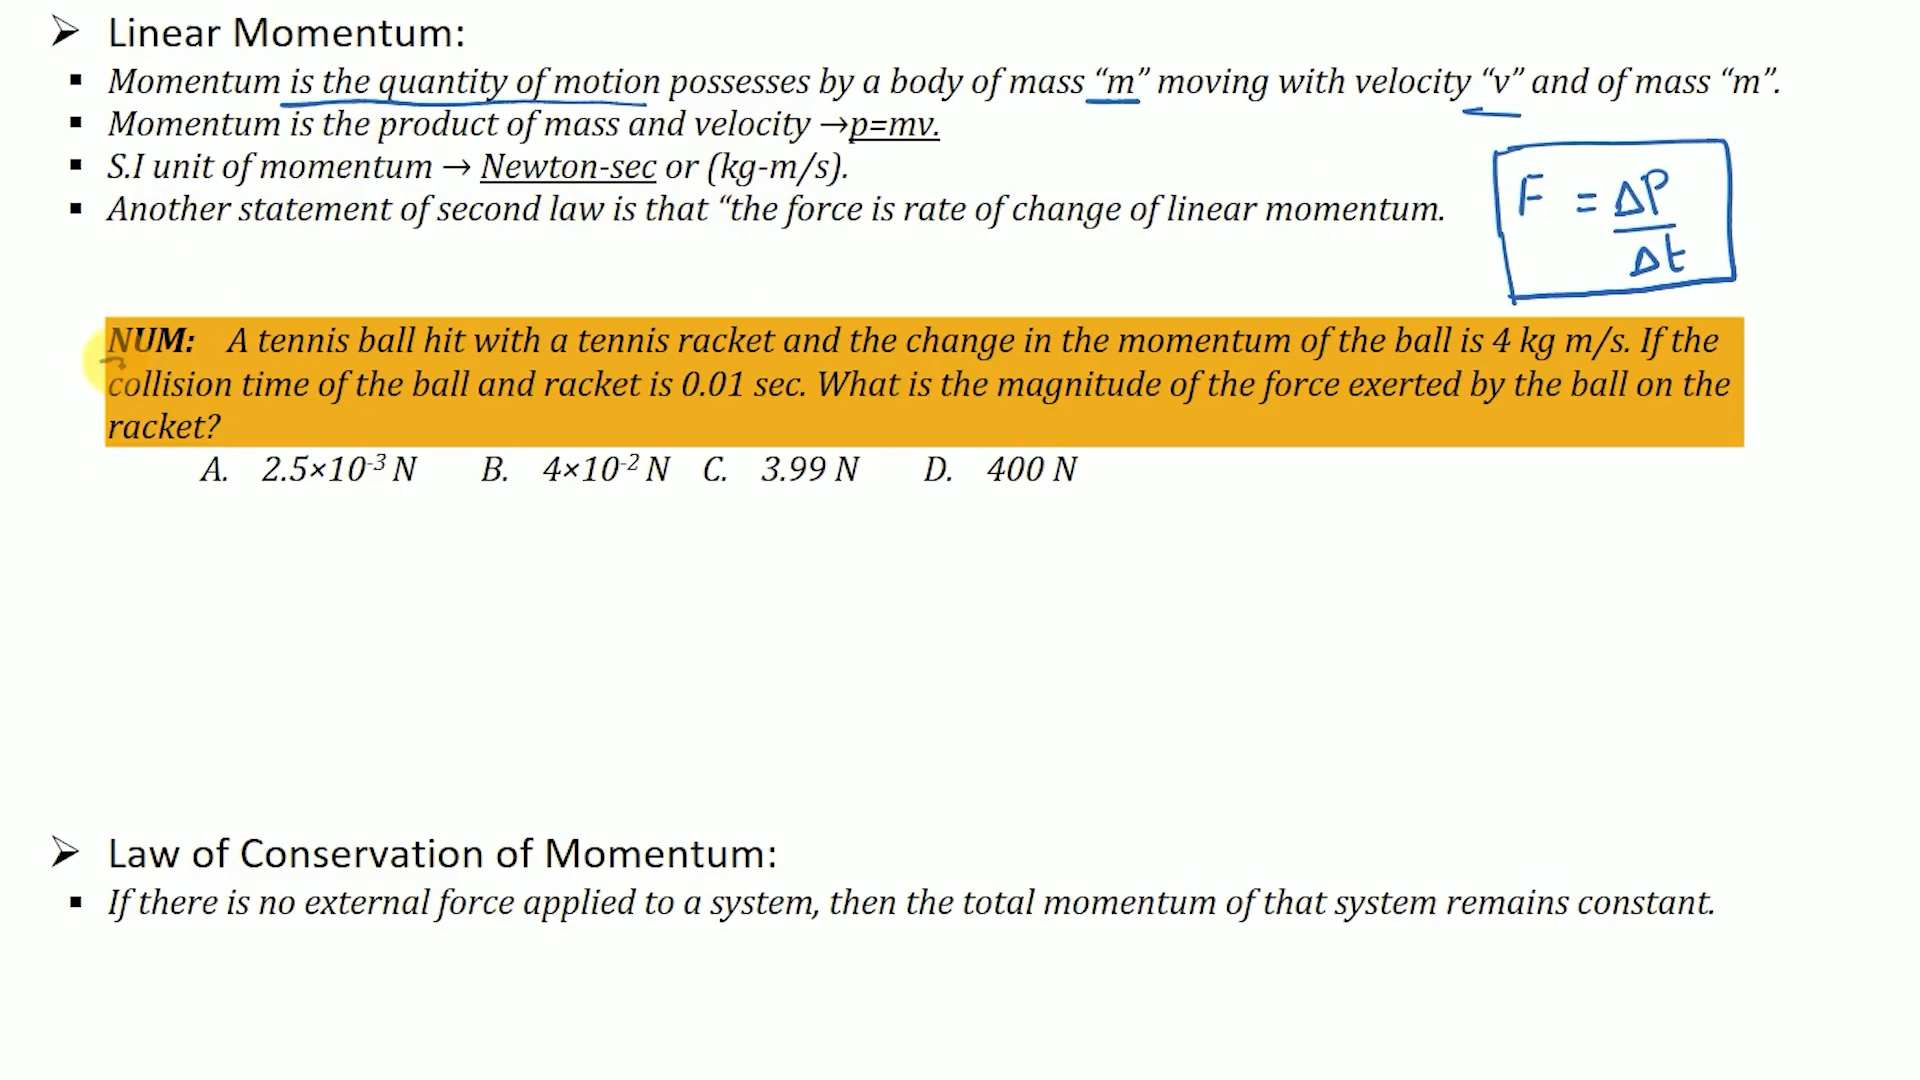 Linear Momentum:
Momentum is the quantity of motion possesses by a body of mass “m” moving with velocity “v” and of mass “m”.
Momentum is the product of mass and velocity →p=mv.
S.I unit of momentum → Newton-sec or (kg-m/s).
Another statement of second law is that “the force is rate of change of linear momentum.
F = ΔP
Δt
NUM: A tennis ball hit with a tennis racket and the change in the momentum of the ball is 4 kg m/s. If the
collision time of the ball and racket is 0.01 sec. What is the magnitude of the force exerted by the ball on the
racket?
A. 2.5×10⁻³ N B. 4×10⁻² N C. 3.99 N D. 400 N
Law of Conservation of Momentum:
If there is no external force applied to a system, then the total momentum of that system remains constant.